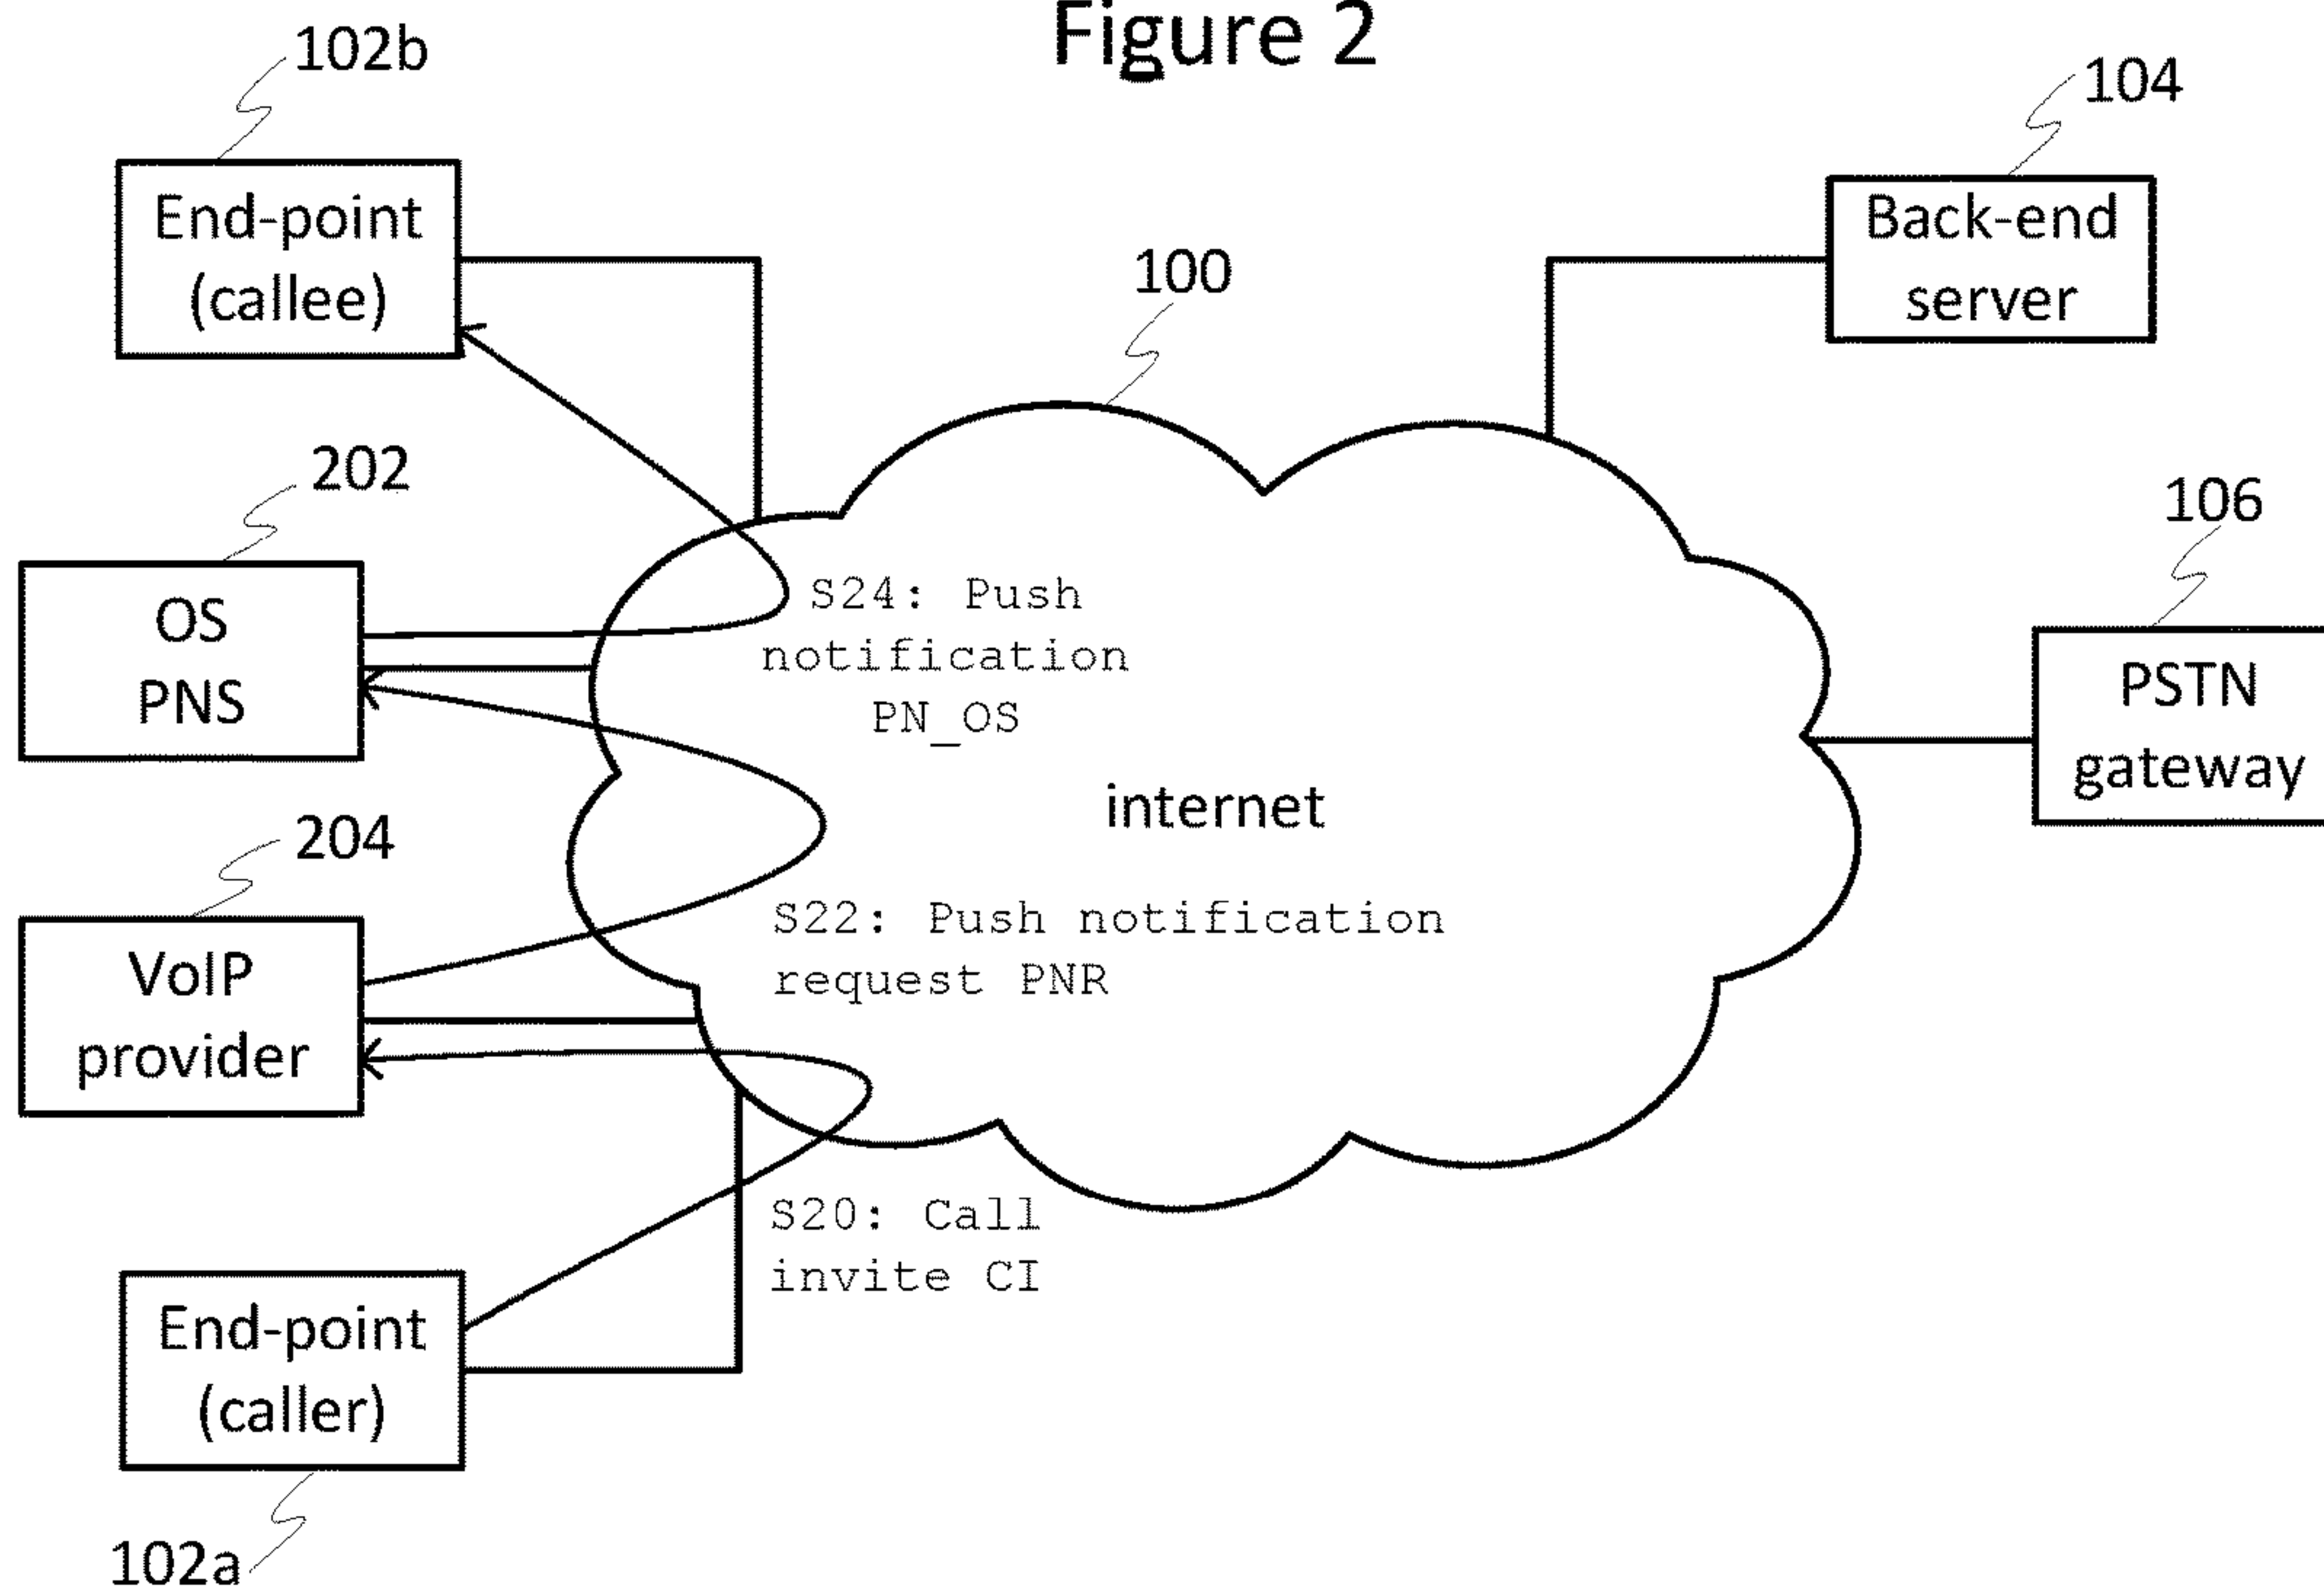 Figure 2
102b
104
End-point
(callee)
Back-end
server
100
202
106
OS
PNS
S24: Push
notification
PN_OS
PSTN
gateway
internet
204
VoIP
provider
S22: Push notification
request PNR
S20: Call
invite CI
End-point
(caller)
102a